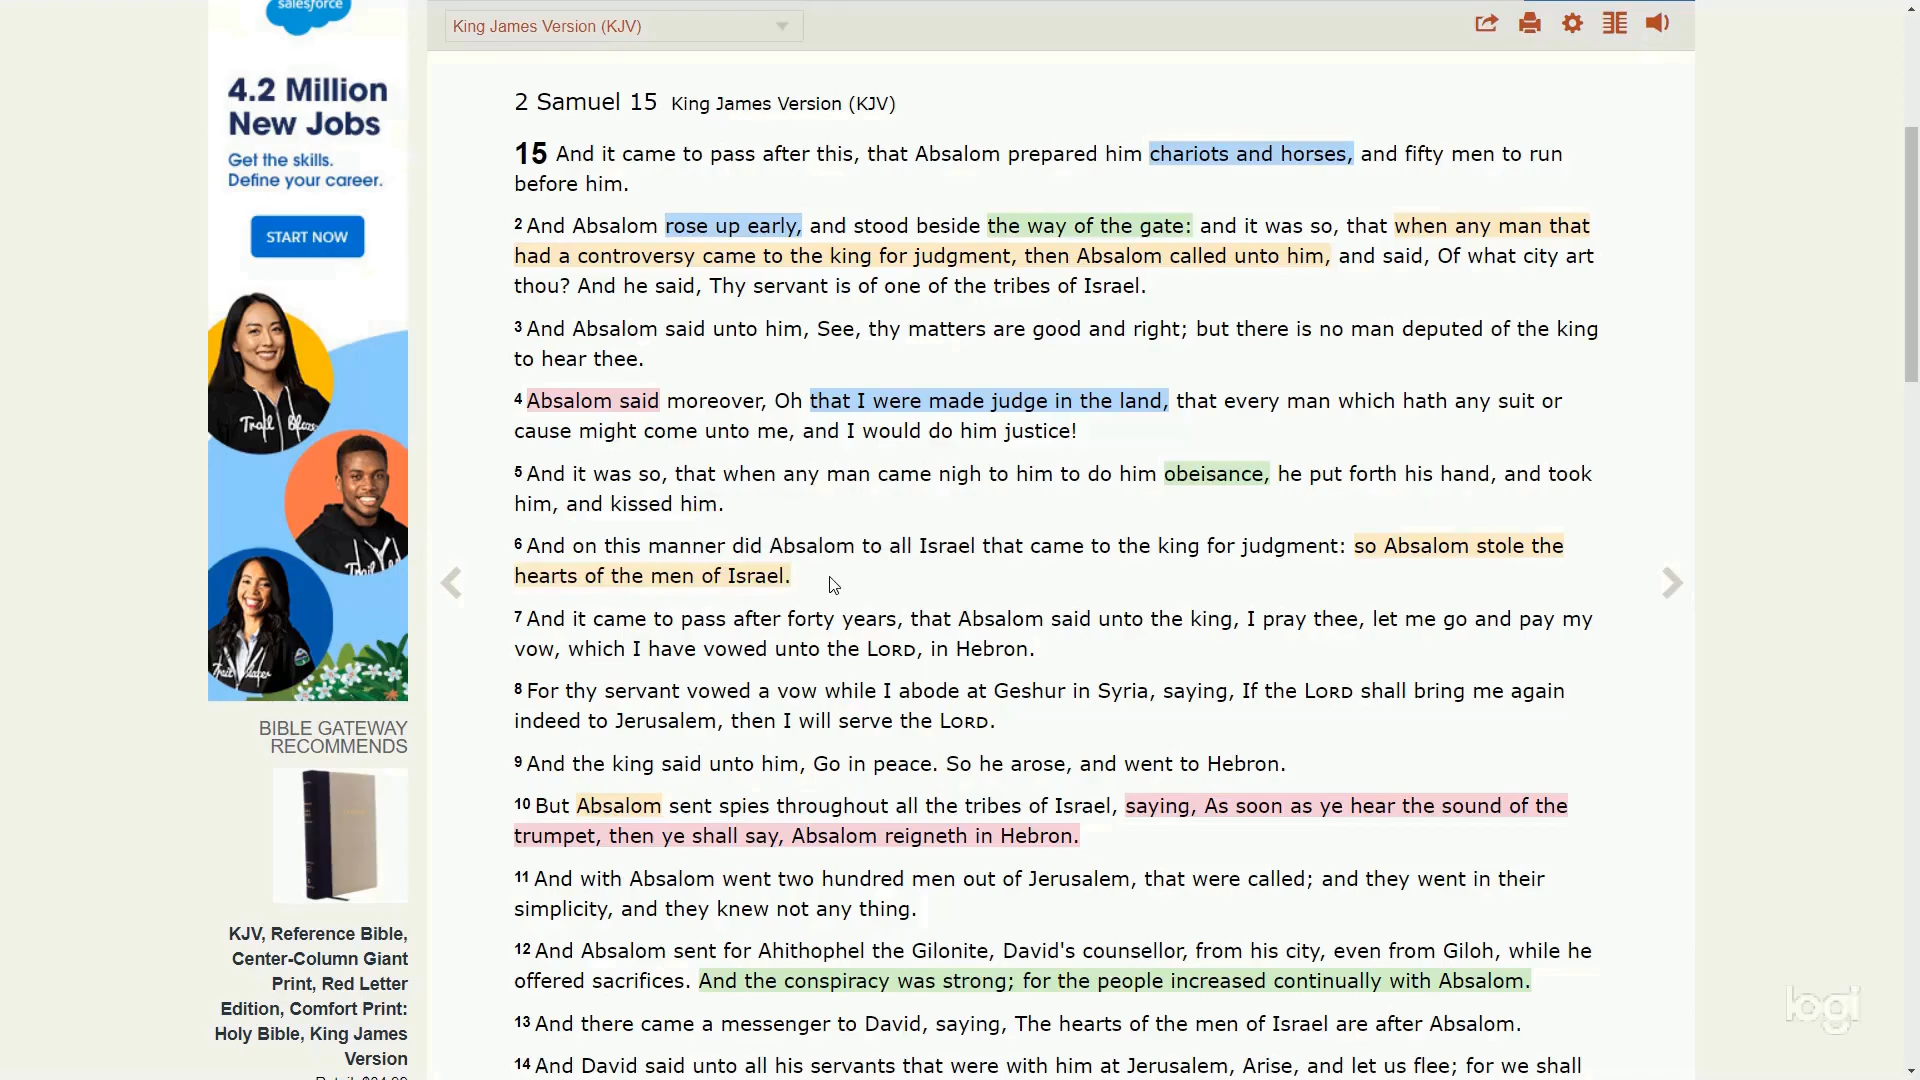 salesforce
4.2 Million
New Jobs
Get the skills.
Define your career.
START NOW
BIBLE GATEWAY
RECOMMENDS
KJV, Reference Bible,
Center-Column Giant
Print, Red Letter
Edition, Comfort Print:
Holy Bible, King James
Version
King James Version (KJV)
2 Samuel 15 King James Version (KJV)
15 And it came to pass after this, that Absalom prepared him chariots and horses, and fifty men to run
before him.
2 And Absalom rose up early, and stood beside the way of the gate: and it was so, that when any man that
had a controversy came to the king for judgment, then Absalom called unto him, and said, Of what city art
thou? And he said, Thy servant is of one of the tribes of Israel.
3 And Absalom said unto him, See, thy matters are good and right; but there is no man deputed of the king
to hear thee.
4 Absalom said moreover, Oh that I were made judge in the land, that every man which hath any suit or
cause might come unto me, and I would do him justice!
5 And it was so, that when any man came nigh to him to do him obeisance, he put forth his hand, and took
him, and kissed him.
6 And on this manner did Absalom to all Israel that came to the king for judgment: so Absalom stole the
hearts of the men of Israel.
7 And it came to pass after forty years, that Absalom said unto the king, I pray thee, let me go and pay my
vow, which I have vowed unto the LORD, in Hebron.
8 For thy servant vowed a vow while I abode at Geshur in Syria, saying, If the LORD shall bring me again
indeed to Jerusalem, then I will serve the LORD.
9 And the king said unto him, Go in peace. So he arose, and went to Hebron.
10 But Absalom sent spies throughout all the tribes of Israel, saying, As soon as ye hear the sound of the
trumpet, then ye shall say, Absalom reigneth in Hebron.
11 And with Absalom went two hundred men out of Jerusalem, that were called; and they went in their
simplicity, and they knew not any thing.
12 And Absalom sent for Ahithophel the Gilonite, David's counsellor, from his city, even from Giloh, while he
offered sacrifices. And the conspiracy was strong; for the people increased continually with Absalom.
13 And there came a messenger to David, saying, The hearts of the men of Israel are after Absalom.
14 And David said unto all his servants that were with him at Jerusalem, Arise, and let us flee; for we shall
logi